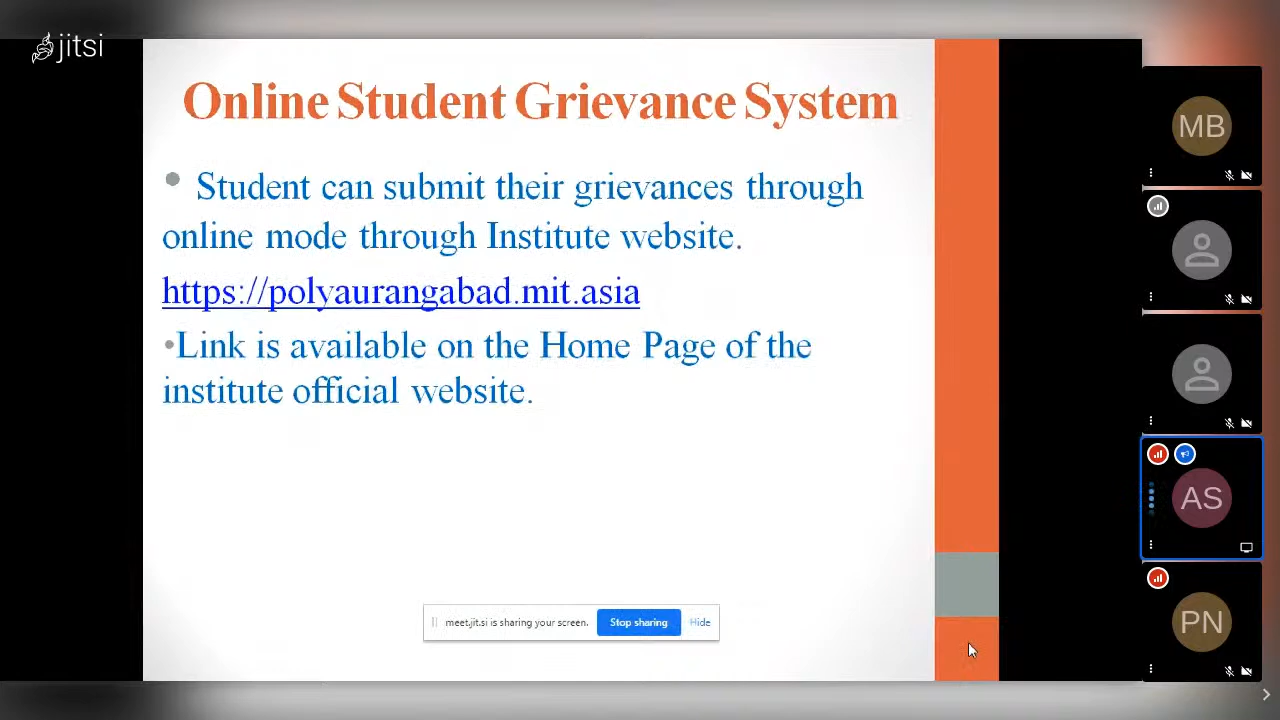 jitsi
Online Student Grievance System
• Student can submit their grievances through
online mode through Institute website.
https://polyaurangabad.mit.asia
•Link is available on the Home Page of the
institute official website.
meet.jit.si is sharing your screen. Stop sharing Hide
MB
AS
PN